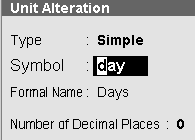 Unit Alteration
Type : Simple
Symbol : day
Formal Name : Days
Number of Decimal Places : 0